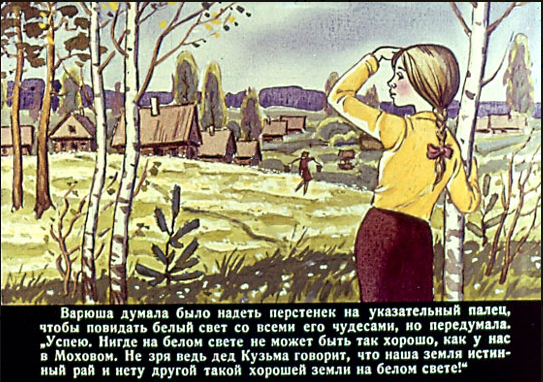 Варюша думала было надеть перстенек на указательный палец,
чтобы повидать белый свет со всеми его чудесами, но передумала.
„Успею. Нигде на белом свете не может быть так хорошо, как у нас
в Моховом. Не зря ведь дед Кузьма говорит, что наша земля истин-
ный рай и нету другой такой хорошей земли на белом свете!“